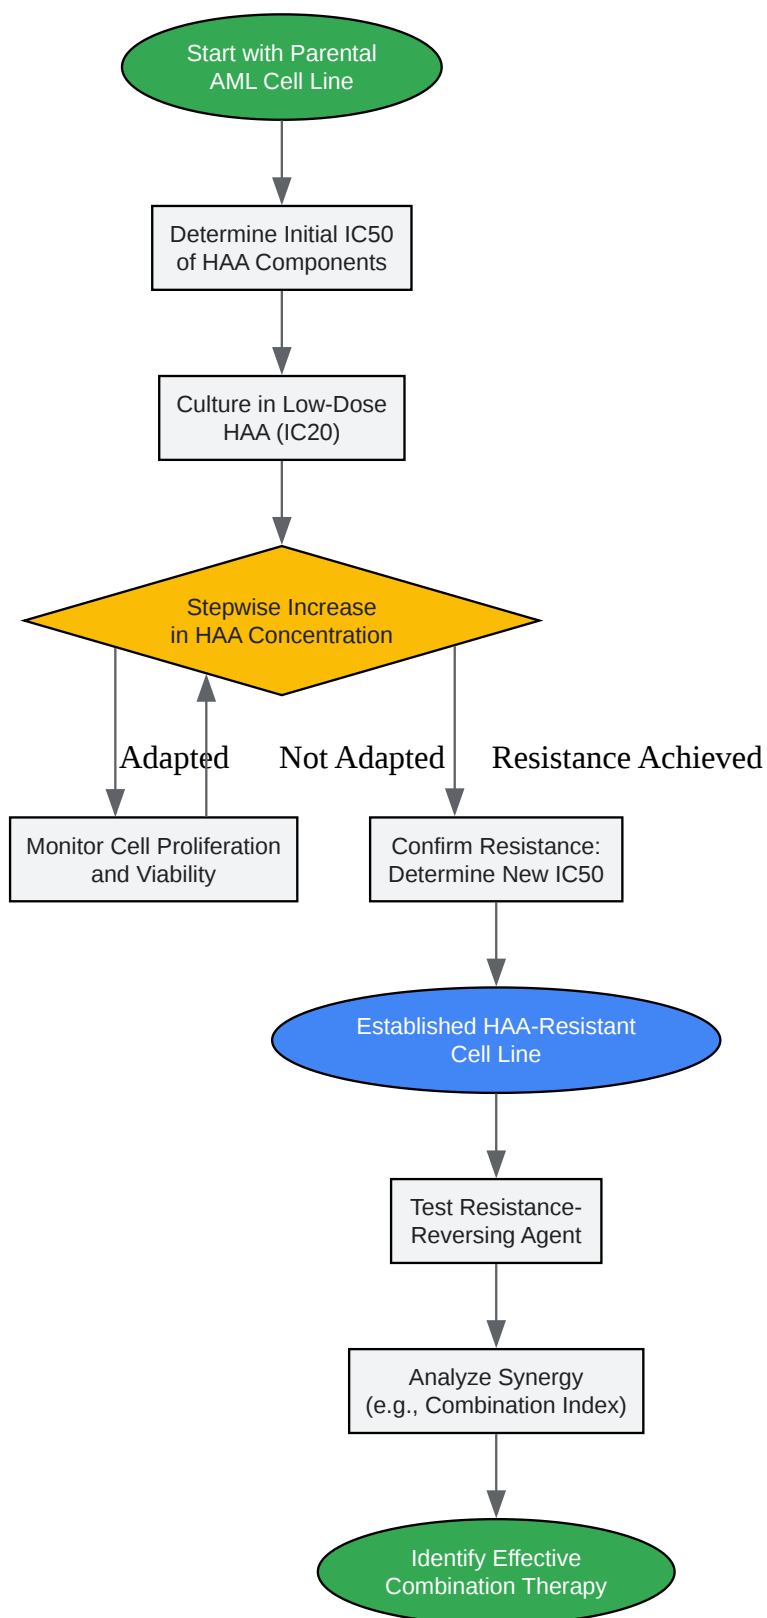 Start with Parental
AML Cell Line
Determine Initial IC50
of HAA Components
Culture in Low-Dose
HAA (IC20)
Stepwise Increase
in HAA Concentration
Adapted
Not Adapted
Resistance Achieved
Monitor Cell Proliferation
and Viability
Confirm Resistance:
Determine New IC50
Established HAA-Resistant
Cell Line
Test Resistance-
Reversing Agent
Analyze Synergy
(e.g., Combination Index)
Identify Effective
Combination Therapy